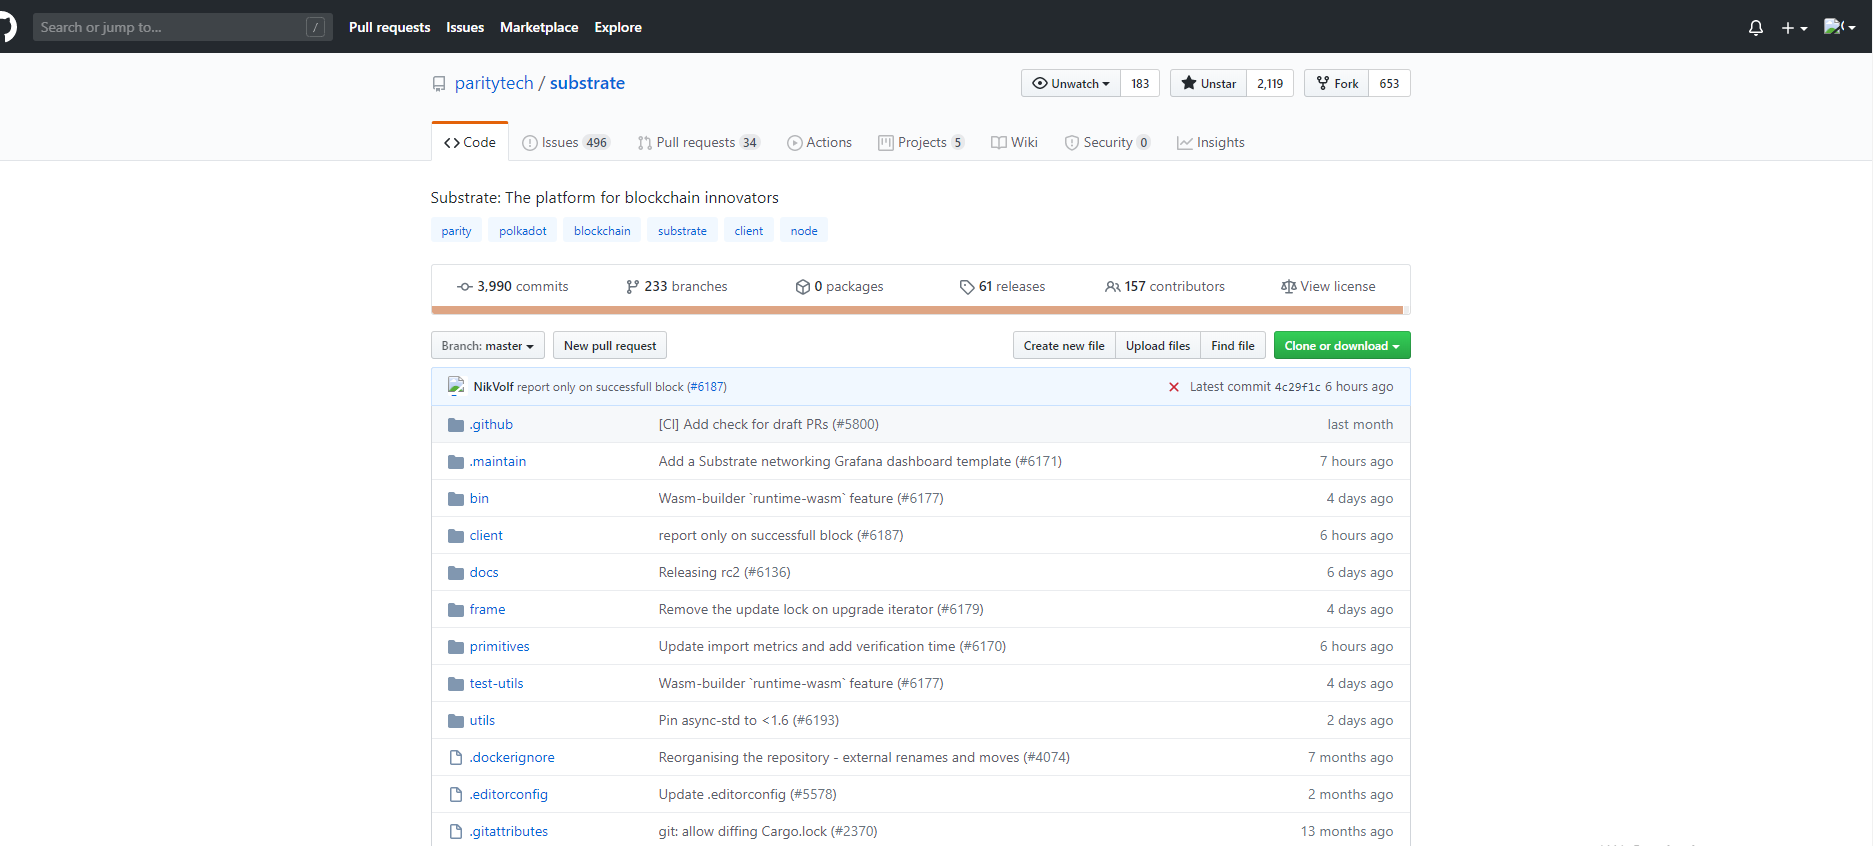 Search or jump to... /
Pull requests Issues Marketplace Explore
paritytech / substrate
Unwatch 183 Unstar 2,119 Fork 653
Code Issues 496 Pull requests 34 Actions Projects 5 Wiki Security 0 Insights
Substrate: The platform for blockchain innovators
parity polkadot blockchain substrate client node
3,990 commits 233 branches 0 packages 61 releases 157 contributors View license
Branch: master New pull request Create new file Upload files Find file Clone or download
NikVolf report only on successfull block (#6187) Latest commit 4c29f1c 6 hours ago
.github [CI] Add check for draft PRs (#5800) last month
.maintain Add a Substrate networking Grafana dashboard template (#6171) 7 hours ago
bin Wasm-builder `runtime-wasm` feature (#6177) 4 days ago
client report only on successfull block (#6187) 6 hours ago
docs Releasing rc2 (#6136) 6 days ago
frame Remove the update lock on upgrade iterator (#6179) 4 days ago
primitives Update import metrics and add verification time (#6170) 6 hours ago
test-utils Wasm-builder `runtime-wasm` feature (#6177) 4 days ago
utils Pin async-std to <1.6 (#6193) 2 days ago
.dockerignore Reorganising the repository - external renames and moves (#4074) 7 months ago
.editorconfig Update .editorconfig (#5578) 2 months ago
.gitattributes git: allow diffing Cargo.lock (#2370) 13 months ago